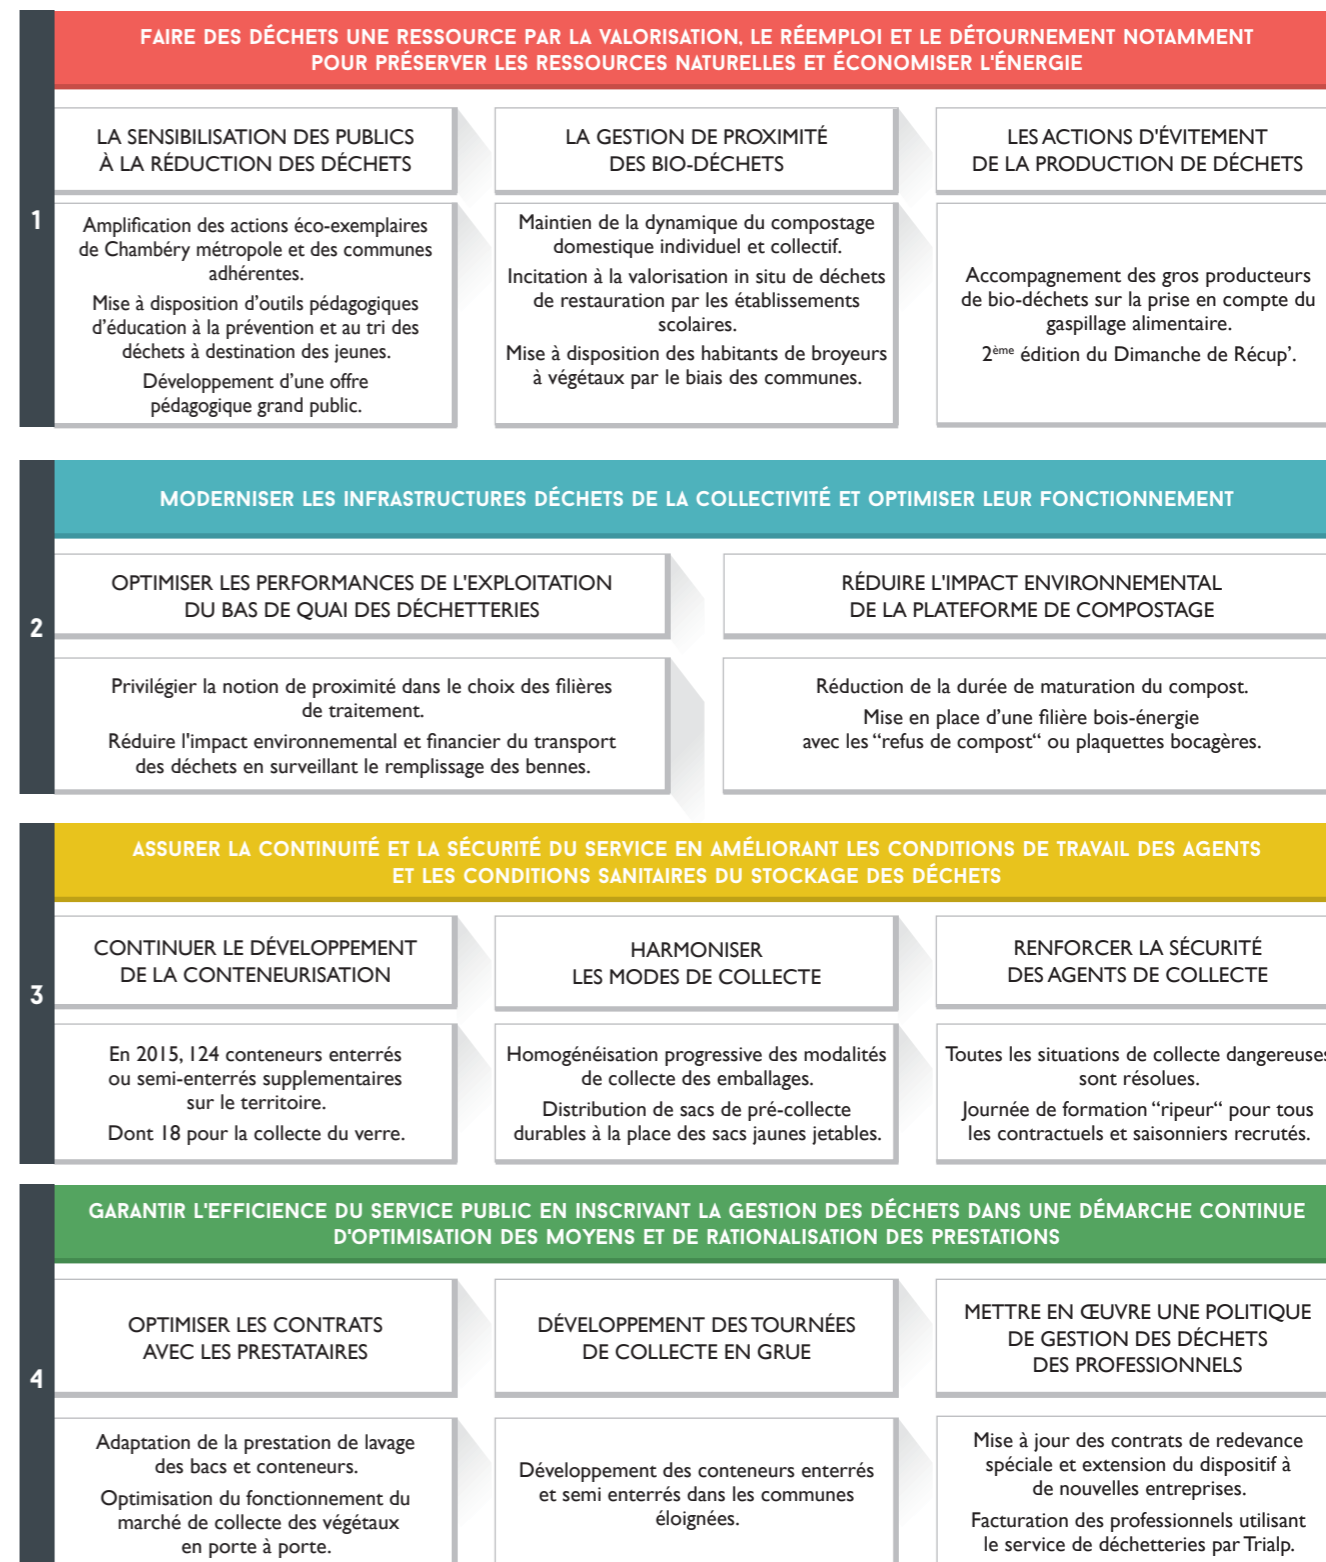 1
FAIRE DES DÉCHETS UNE RESSOURCE PAR LA VALORISATION, LE RÉEMPLOI ET LE DÉTOURNEMENT NOTAMMENT
POUR PRÉSERVER LES RESSOURCES NATURELLES ET ÉCONOMISER L'ÉNERGIE
LA SENSIBILISATION DES PUBLICS
À LA RÉDUCTION DES DÉCHETS
Amplification des actions éco-exemplaires
de Chambéry métropole et des communes
adhérentes.
Mise à disposition d’outils pédagogiques
d’éducation à la prévention et au tri des
déchets à destination des jeunes.
Développement d’une offre
pédagogique grand public.
LA GESTION DE PROXIMITÉ
DES BIO-DÉCHETS
Maintien de la dynamique du compostage
domestique individuel et collectif.
Incitation à la valorisation in situ de déchets
de restauration par les établissements
scolaires.
Mise à disposition des habitants de broyeurs
à végétaux par le biais des communes.
LES ACTIONS D'ÉVITEMENT
DE LA PRODUCTION DE DÉCHETS
Accompagnement des gros producteurs
de bio-déchets sur la prise en compte du
gaspillage alimentaire.
2ème édition du Dimanche de Récup’.
2
MODERNISER LES INFRASTRUCTURES DÉCHETS DE LA COLLECTIVITÉ ET OPTIMISER LEUR FONCTIONNEMENT
OPTIMISER LES PERFORMANCES DE L'EXPLOITATION
DU BAS DE QUAI DES DÉCHETTERIES
Privilégier la notion de proximité dans le choix des filières
de traitement.
Réduire l'impact environnemental et financier du transport
des déchets en surveillant le remplissage des bennes.
RÉDUIRE L'IMPACT ENVIRONNEMENTAL
DE LA PLATEFORME DE COMPOSTAGE
Réduction de la durée de maturation du compost.
Mise en place d’une filière bois-énergie
avec les “refus de compost“ ou plaquettes bocagères.
3
ASSURER LA CONTINUITÉ ET LA SÉCURITÉ DU SERVICE EN AMÉLIORANT LES CONDITIONS DE TRAVAIL DES AGENTS
ET LES CONDITIONS SANITAIRES DU STOCKAGE DES DÉCHETS
CONTINUER LE DÉVELOPPEMENT
DE LA CONTENEURISATION
En 2015, 124 conteneurs enterrés
ou semi-enterrés supplementaires
sur le territoire.
Dont 18 pour la collecte du verre.
HARMONISER
LES MODES DE COLLECTE
Homogénéisation progressive des modalités
de collecte des emballages.
Distribution de sacs de pré-collecte
durables à la place des sacs jaunes jetables.
RENFORCER LA SÉCURITÉ
DES AGENTS DE COLLECTE
Toutes les situations de collecte dangereuses
sont résolues.
Journée de formation “ripeur“ pour tous
les contractuels et saisonniers recrutés.
4
GARANTIR L'EFFICIENCE DU SERVICE PUBLIC EN INSCRIVANT LA GESTION DES DÉCHETS DANS UNE DÉMARCHE CONTINUE
D'OPTIMISATION DES MOYENS ET DE RATIONALISATION DES PRESTATIONS
OPTIMISER LES CONTRATS
AVEC LES PRESTATAIRES
Adaptation de la prestation de lavage
des bacs et conteneurs.
Optimisation du fonctionnement du
marché de collecte des végétaux
en porte à porte.
DÉVELOPPEMENT DES TOURNÉES
DE COLLECTE EN GRUE
Développement des conteneurs enterrés
et semi enterrés dans les communes
éloignées.
METTRE EN ŒUVRE UNE POLITIQUE
DE GESTION DES DÉCHETS
DES PROFESSIONNELS
Mise à jour des contrats de redevance
spéciale et extension du dispositif à
de nouvelles entreprises.
Facturation des professionnels utilisant
le service de déchetteries par Trialp.